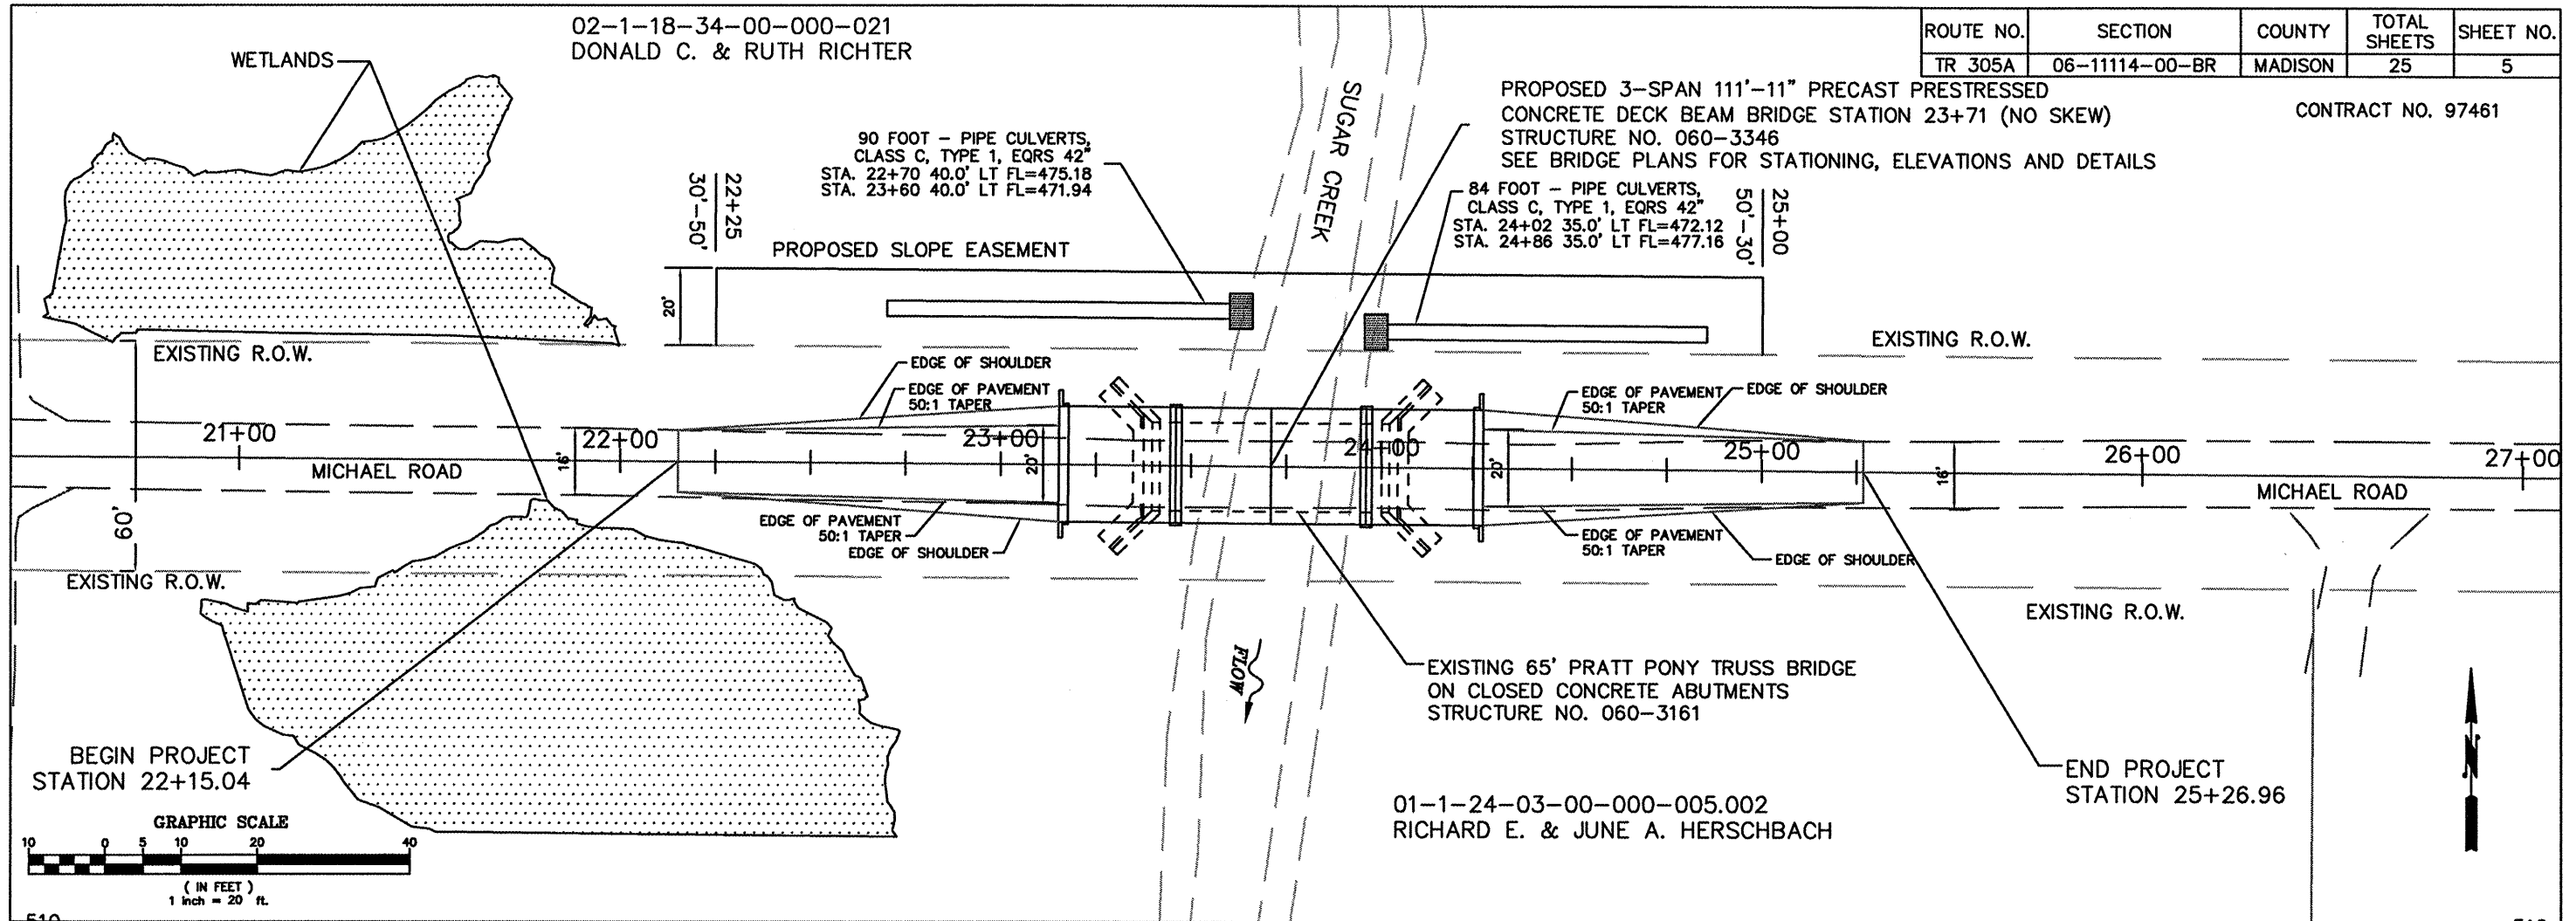 02-1-18-34-00-000-021
DONALD C. & RUTH RICHTER
WETLANDS
ROUTE NO. SECTION COUNTY TOTAL SHEETS SHEET NO.
TR 305A 06-11114-00-BR MADISON 25 5
CONTRACT NO. 97461
PROPOSED 3-SPAN 111'-11" PRECAST PRESTRESSED
CONCRETE DECK BEAM BRIDGE STATION 23+71 (NO SKEW)
STRUCTURE NO. 060-3346
SEE BRIDGE PLANS FOR STATIONING, ELEVATIONS AND DETAILS
SUGAR CREEK
90 FOOT - PIPE CULVERTS,
CLASS C, TYPE 1, EQRS 42"
STA. 22+70 40.0' LT FL=475.18
STA. 23+60 40.0' LT FL=471.94
84 FOOT - PIPE CULVERTS,
CLASS C, TYPE 1, EQRS 42"
STA. 24+02 35.0' LT FL=472.12
STA. 24+86 35.0' LT FL=477.16
22+25
30'-50'
25+00
50'-30'
PROPOSED SLOPE EASEMENT
20'
EXISTING R.O.W.
EXISTING R.O.W.
EDGE OF SHOULDER
EDGE OF PAVEMENT
50:1 TAPER
EDGE OF PAVEMENT
50:1 TAPER
EDGE OF SHOULDER
21+00
22+00
23+00
24+00
25+00
26+00
27+00
16'
20'
20'
16'
MICHAEL ROAD
MICHAEL ROAD
60'
EDGE OF PAVEMENT
50:1 TAPER
EDGE OF SHOULDER
EDGE OF PAVEMENT
50:1 TAPER
EDGE OF SHOULDER
EXISTING R.O.W.
EXISTING R.O.W.
FLOW
EXISTING 65' PRATT PONY TRUSS BRIDGE
ON CLOSED CONCRETE ABUTMENTS
STRUCTURE NO. 060-3161
N
BEGIN PROJECT
STATION 22+15.04
END PROJECT
STATION 25+26.96
01-1-24-03-00-000-005.002
RICHARD E. & JUNE A. HERSCHBACH
GRAPHIC SCALE
10 0 5 10 20 40
( IN FEET )
1 inch = 20 ft.